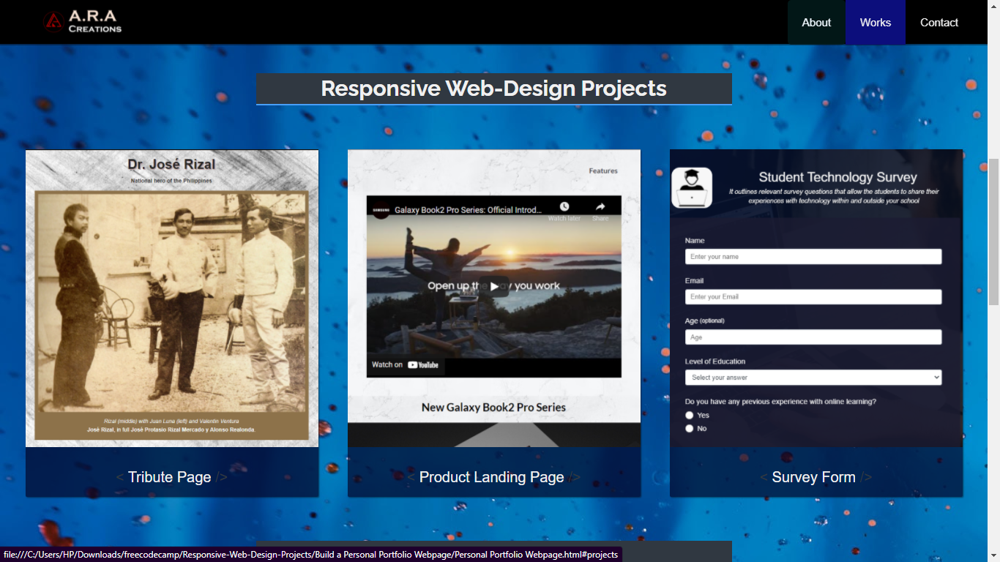 A.R.A
CREATIONS
About
Works
Contact
Responsive Web-Design Projects
Dr. José Rizal
National hero of the Philippines
Rizal (middle) with Juan Luna (left) and Valentin Ventura
José Rizal, in full José Protasio Rizal Mercado y Alonso Realonda.
< Tribute Page />
Features
SAMSUNG
Galaxy Book2 Pro Series: Official Introd...
Watch later
Share
Open up the way you work
Watch on YouTube
New Galaxy Book2 Pro Series
< Product Landing Page />
Student Technology Survey
It outlines relevant survey questions that allow the students to share their
experiences with technology within and outside your school
Name
Enter your name
Email
Enter your Email
Age (optional)
Age
Level of Education
Select your answer
Do you have any previous experience with online learning?
Yes
No
< Survey Form />
file:///C:/Users/HP/Downloads/freecodecamp/Responsive-Web-Design-Projects/Build a Personal Portfolio Webpage/Personal Portfolio Webpage.html#projects